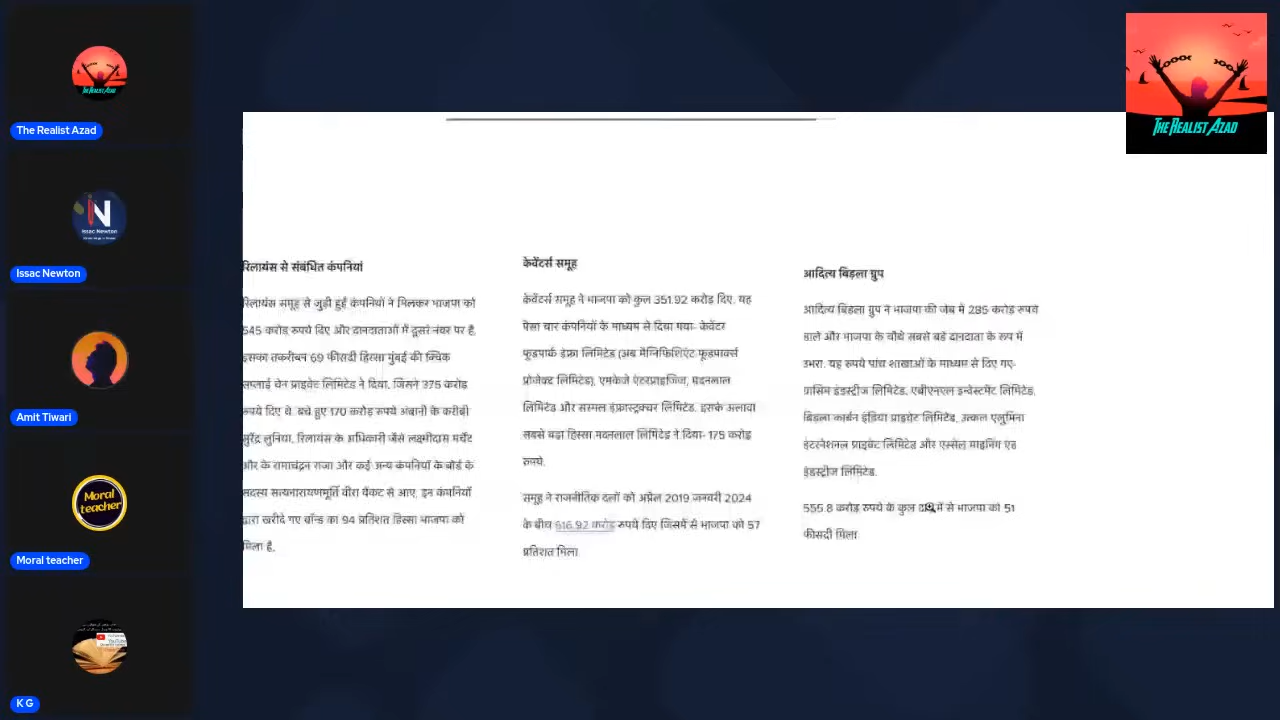 The Realist Azad
Issac Newton
Amit Tiwari
Moral
teacher
Moral teacher
K G
THE REALIST AZAD
रिलायंस से संबंधित कंपनियां
रिलायंस समूह से जुड़ी हुई कंपनियों ने मिलकर भाजपा को
545 करोड़ रुपये दिए और दानदाताओं में दूसरे नंबर पर है.
इसका तकरीबन 69 फीसदी हिस्सा मुंबई की क्विक
सप्लाई चेन प्राइवेट लिमिटेड ने दिया, जिसने 375 करोड़
रूपये दिए थे. बचे हुए 170 करोड़ रूपये अंबानी के करीबी
सुरेंद्र लुनिया, रिलायंस के अधिकारी जैसे लक्ष्मीदास मर्चेंट
और के रामाचंद्रन राजा और कई अन्य कंपनियों के बोर्ड के
सदस्य सत्यनारायणमूर्ति वीरा वेंकट से आए. इन कंपनियों
द्वारा खरीदे गए बॉन्ड का 94 प्रतिशत हिस्सा भाजपा को
मिला है.
केवेंटर्स समूह
केवेंटर्स समूह ने भाजपा को कुल 351.92 करोड़ दिए. यह
पैसा चार कंपनियों के माध्यम से दिया गया- केवेंटर
फूडपार्क इंफ्रा लिमिटेड (अब मैग्निफिशिएंट फूडपार्क्स
प्रोजेक्ट लिमिटेड), एमकेजे एंटरप्राइजिज, मदनलाल
लिमिटेड और सस्मल इंफ्रास्ट्रक्चर लिमिटेड. इसके अलावा
सबसे बड़ा हिस्सा मदनलाल लिमिटेड ने दिया- 175 करोड़
रूपये.
समूह ने राजनीतिक दलों को अप्रैल 2019 जनवरी 2024
के बीच 616.92 करोड़ रुपये दिए जिसमें से भाजपा को 57
प्रतिशत मिला
आदित्य बिड़ला ग्रुप
आदित्य बिड़ला ग्रुप ने भाजपा की जेब में 285 करोड़ रूपये
डाले और भाजपा के चौथे सबसे बड़े दानदाता के रूप में
उभरा. यह रूपये पांच शाखाओं के माध्यम से दिए गए-
ग्रासिम इंडस्ट्रीज लिमिटेड, एबीएनएल इन्वेस्टमेंट लिमिटेड,
बिड़ला कार्बन इंडिया प्राइवेट लिमिटेड, उत्कल एलुमिना
इंटरनेशनल प्राइवेट लिमिटेड और एस्सेल माइनिंग एंड
इंडस्ट्रीज लिमिटेड.
555.8 करोड़ रुपये के कुल में से भाजपा को 51
फीसदी मिला